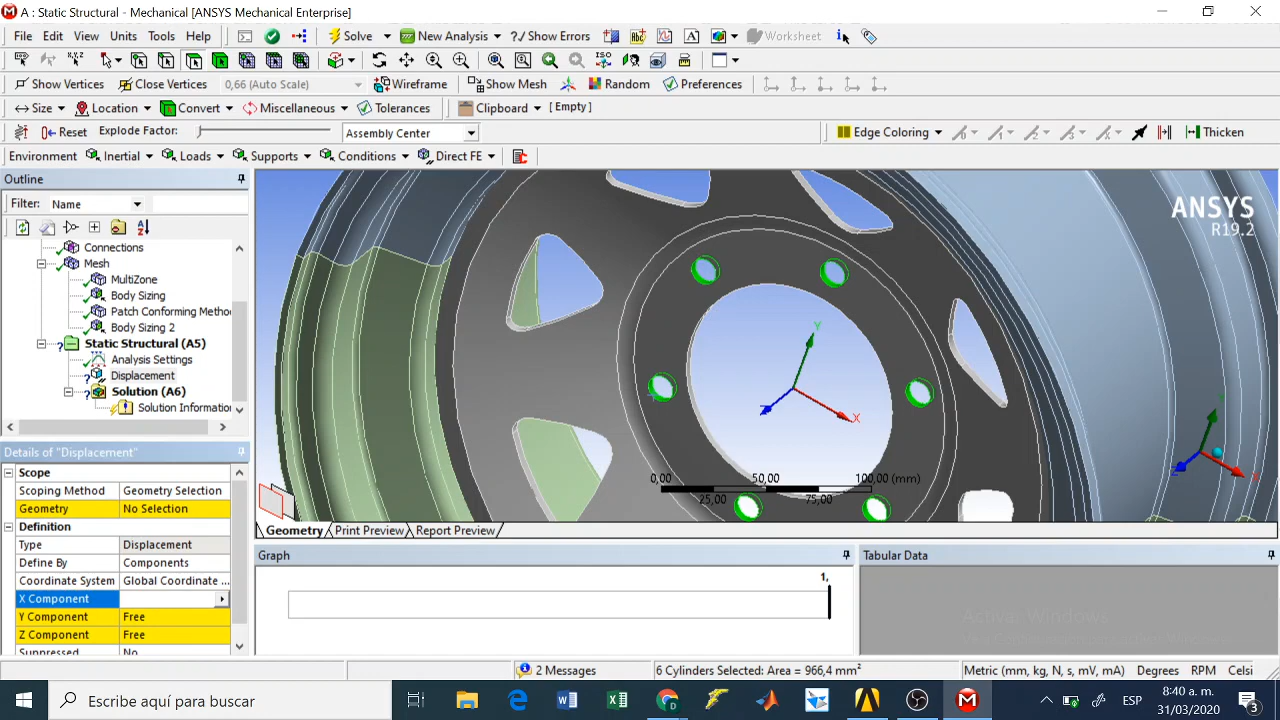 A : Static Structural - Mechanical [ANSYS Mechanical Enterprise]
File Edit View Units Tools Help Solve New Analysis ?/ Show Errors Worksheet
Show Vertices Close Vertices 0,66 (Auto Scale) Wireframe Show Mesh Random Preferences
Size Location Convert Miscellaneous Tolerances Clipboard [ Empty ]
Reset Explode Factor: Assembly Center Edge Coloring Thicken
Environment Inertial Loads Supports Conditions Direct FE
Outline
Filter: Name
Connections
Mesh
MultiZone
Body Sizing
Patch Conforming Metho
Body Sizing 2
Static Structural (A5)
Analysis Settings
Displacement
Solution (A6)
Solution Informatio
ANSYS
R19.2
Y
X
Z
0,00 50,00 100,00 (mm)
25,00 75,00
Geometry Print Preview Report Preview
Details of "Displacement"
Scope
Scoping Method Geometry Selection
Geometry No Selection
Definition
Type Displacement
Define By Components
Coordinate System Global Coordinate ...
X Component
Y Component Free
Z Component Free
Suppressed No
Graph
1,
Tabular Data
Activar Windows
2 Messages 6 Cylinders Selected: Area = 966,4 mm² Metric (mm, kg, N, s, mV, mA) Degrees RPM Celsi
Escribe aquí para buscar
ESP
8:40 a. m.
31/03/2020
3